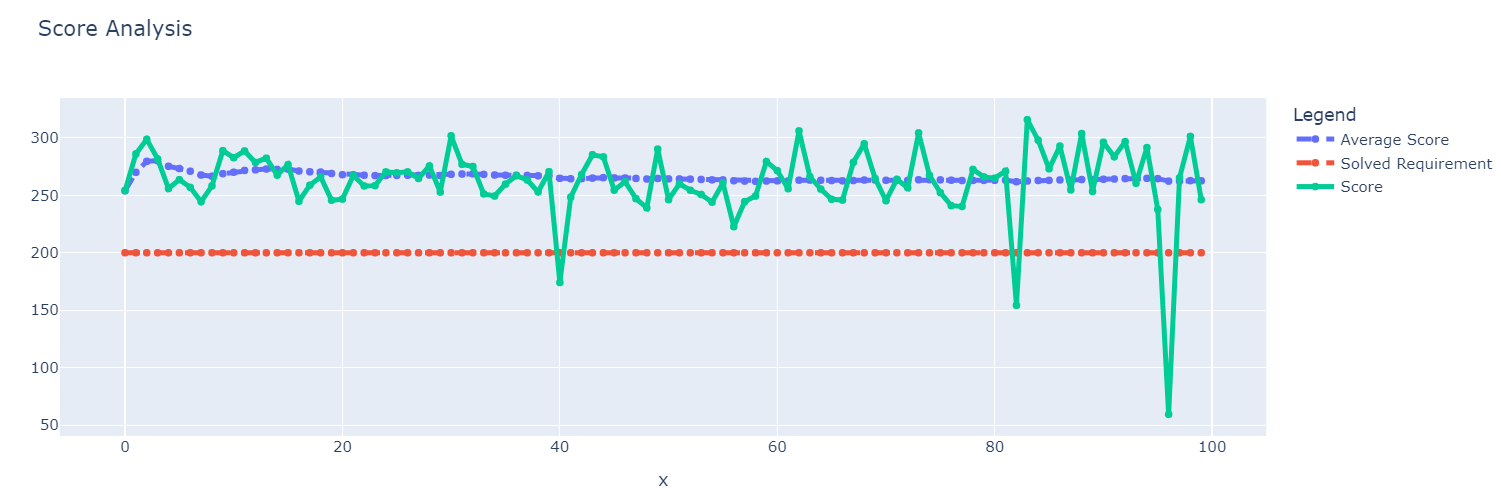 Score Analysis
300
250
200
150
100
50
0
20
40
60
80
100
x
Legend
Average Score
Solved Requirement
Score